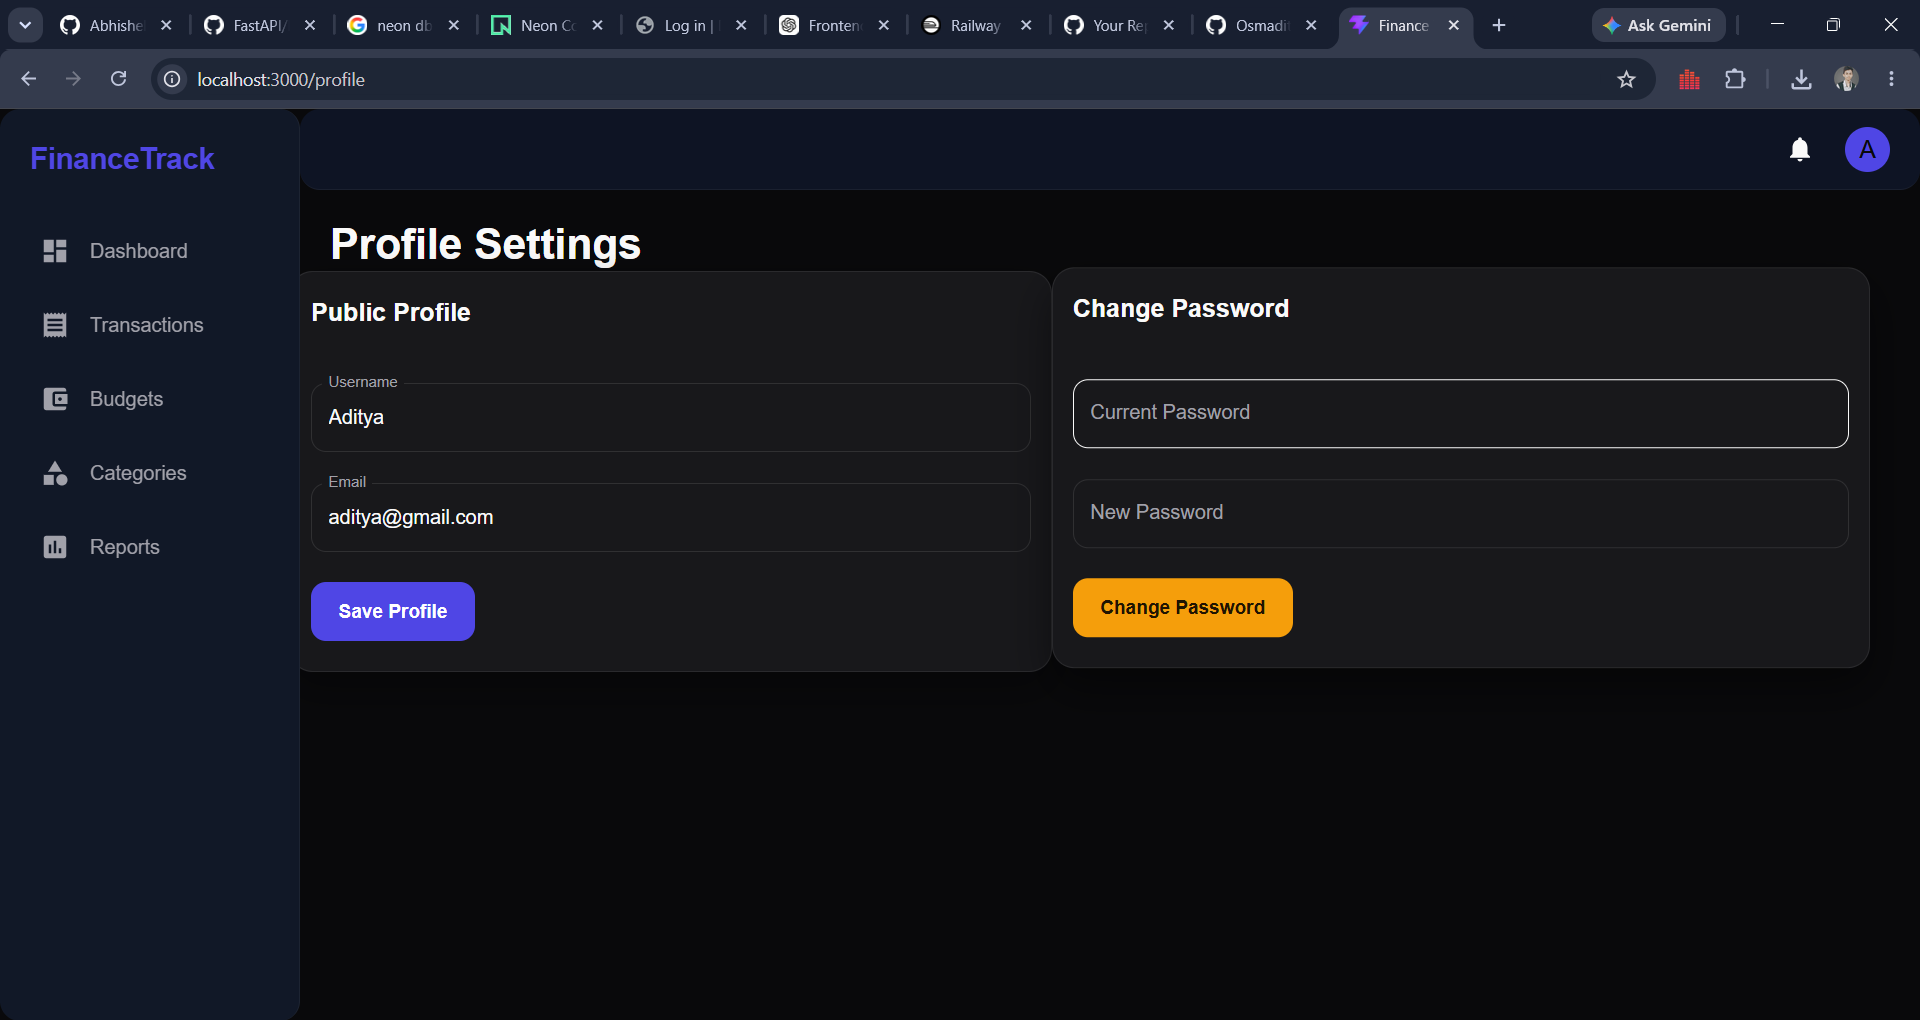 Abhishe
FastAPI/
neon db
Neon Co
Log in |
Fronten
Railway
Your Re
Osmadit
Finance
Ask Gemini
localhost:3000/profile
FinanceTrack
A
Dashboard
Transactions
Budgets
Categories
Reports
Profile Settings
Public Profile
Username
Aditya
Email
aditya@gmail.com
Save Profile
Change Password
Current Password
New Password
Change Password